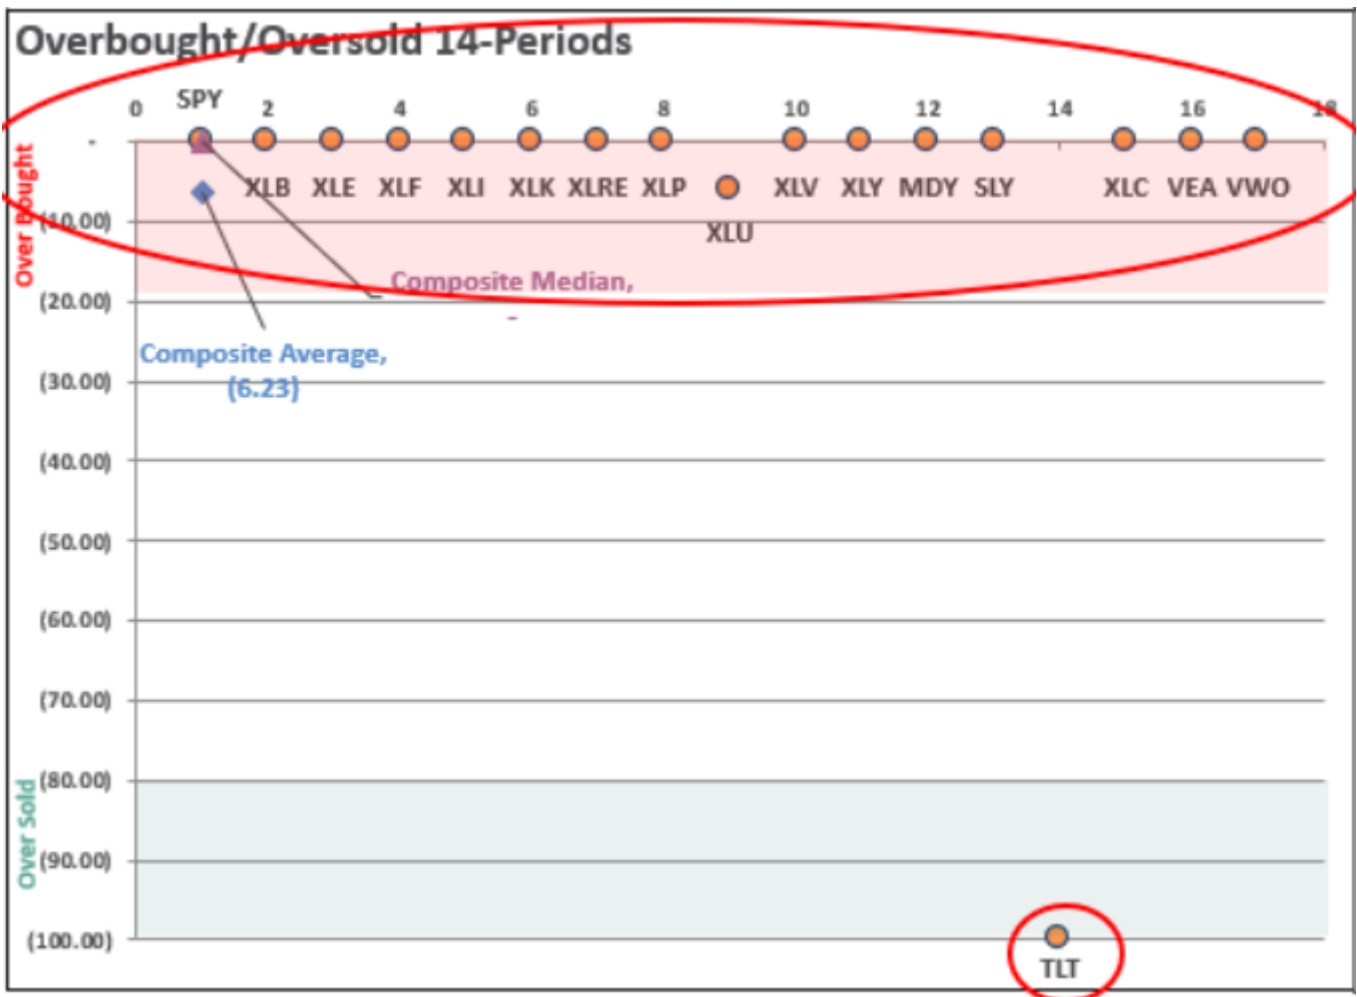 Overbought/Oversold 14-Periods
0 SPY 2 4 6 8 10 12 14 16 18
-
XLB XLE XLF XLI XLK XLRE XLP XLV XLY MDY SLY XLC VEA VWO
Over Bought
(10.00)
XLU
Composite Median,
-
(20.00)
Composite Average,
(6.23)
(30.00)
(40.00)
(50.00)
(60.00)
(70.00)
(80.00)
Over Sold
(90.00)
(100.00)
TLT